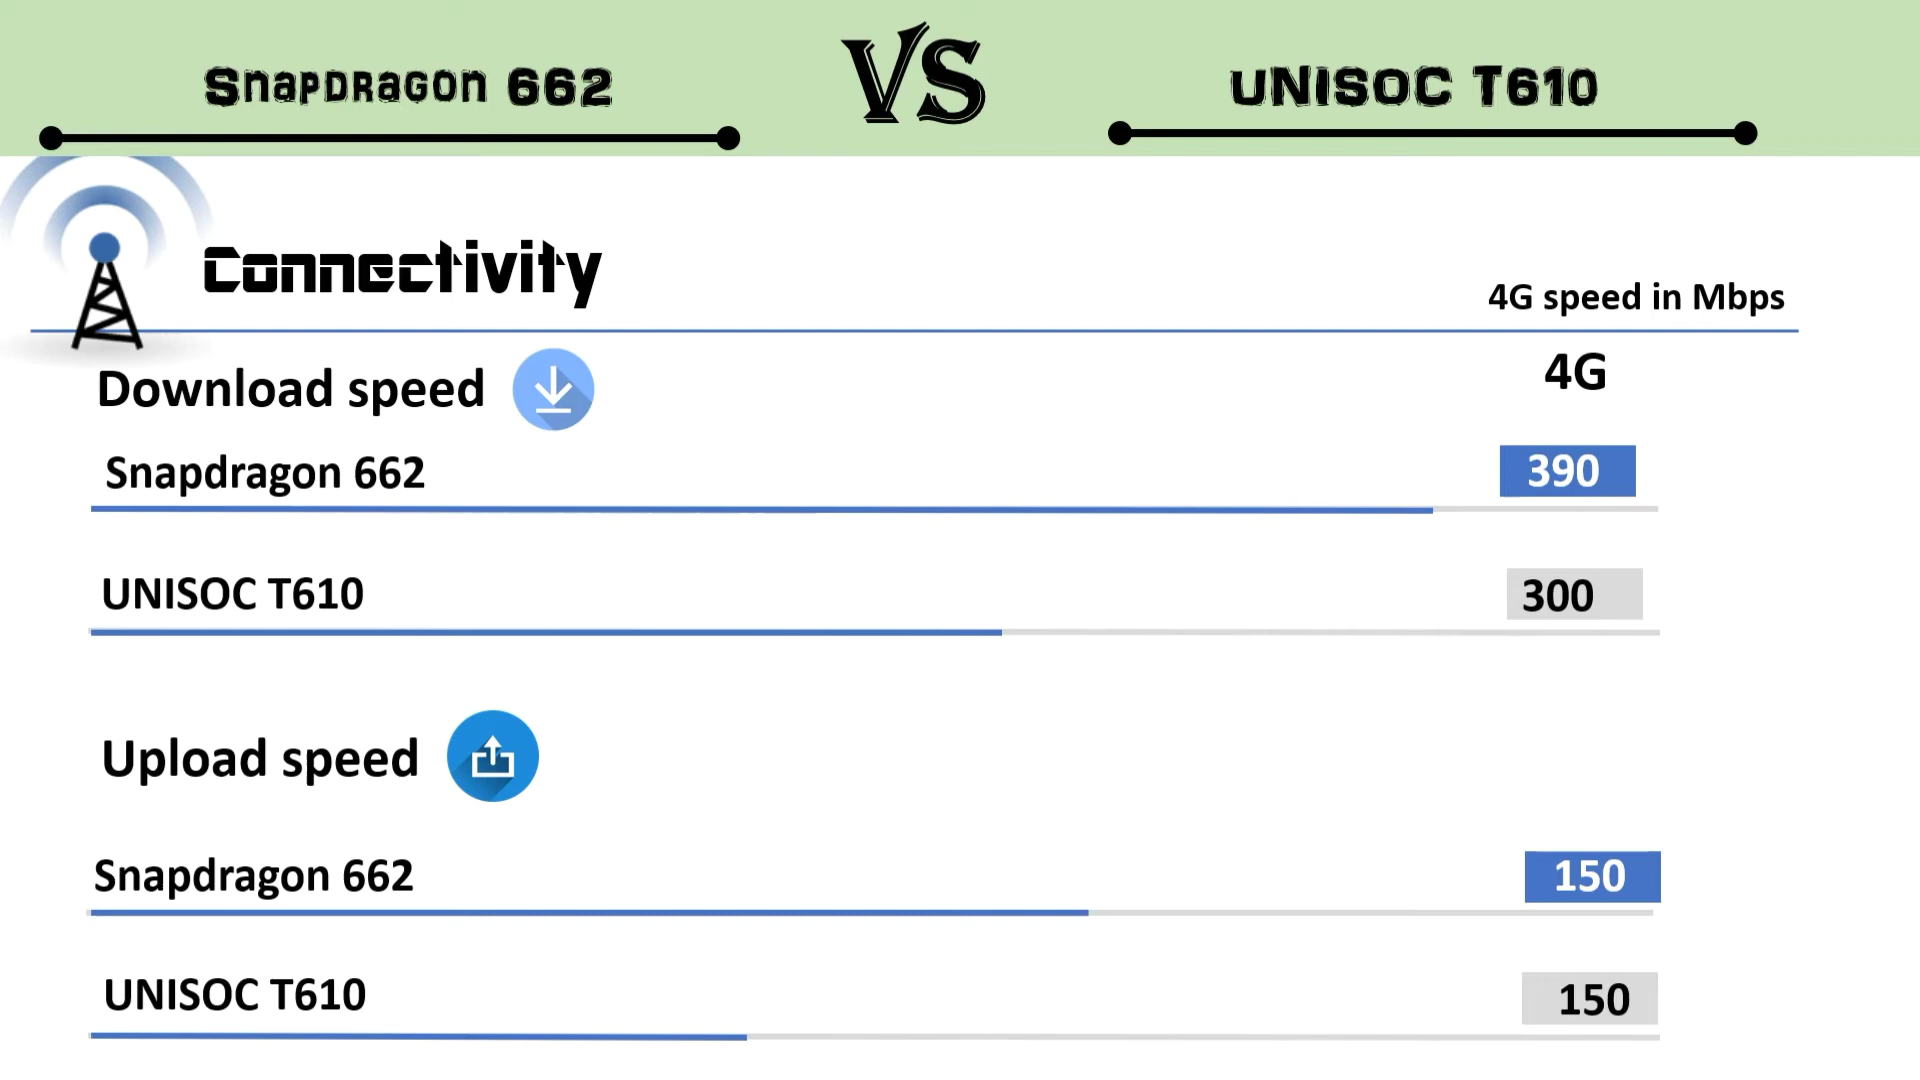 Snapdragon 662
VS
UNISOC T610
Connectivity
4G speed in Mbps
Download speed
4G
Snapdragon 662
390
UNISOC T610
300
Upload speed
Snapdragon 662
150
UNISOC T610
150